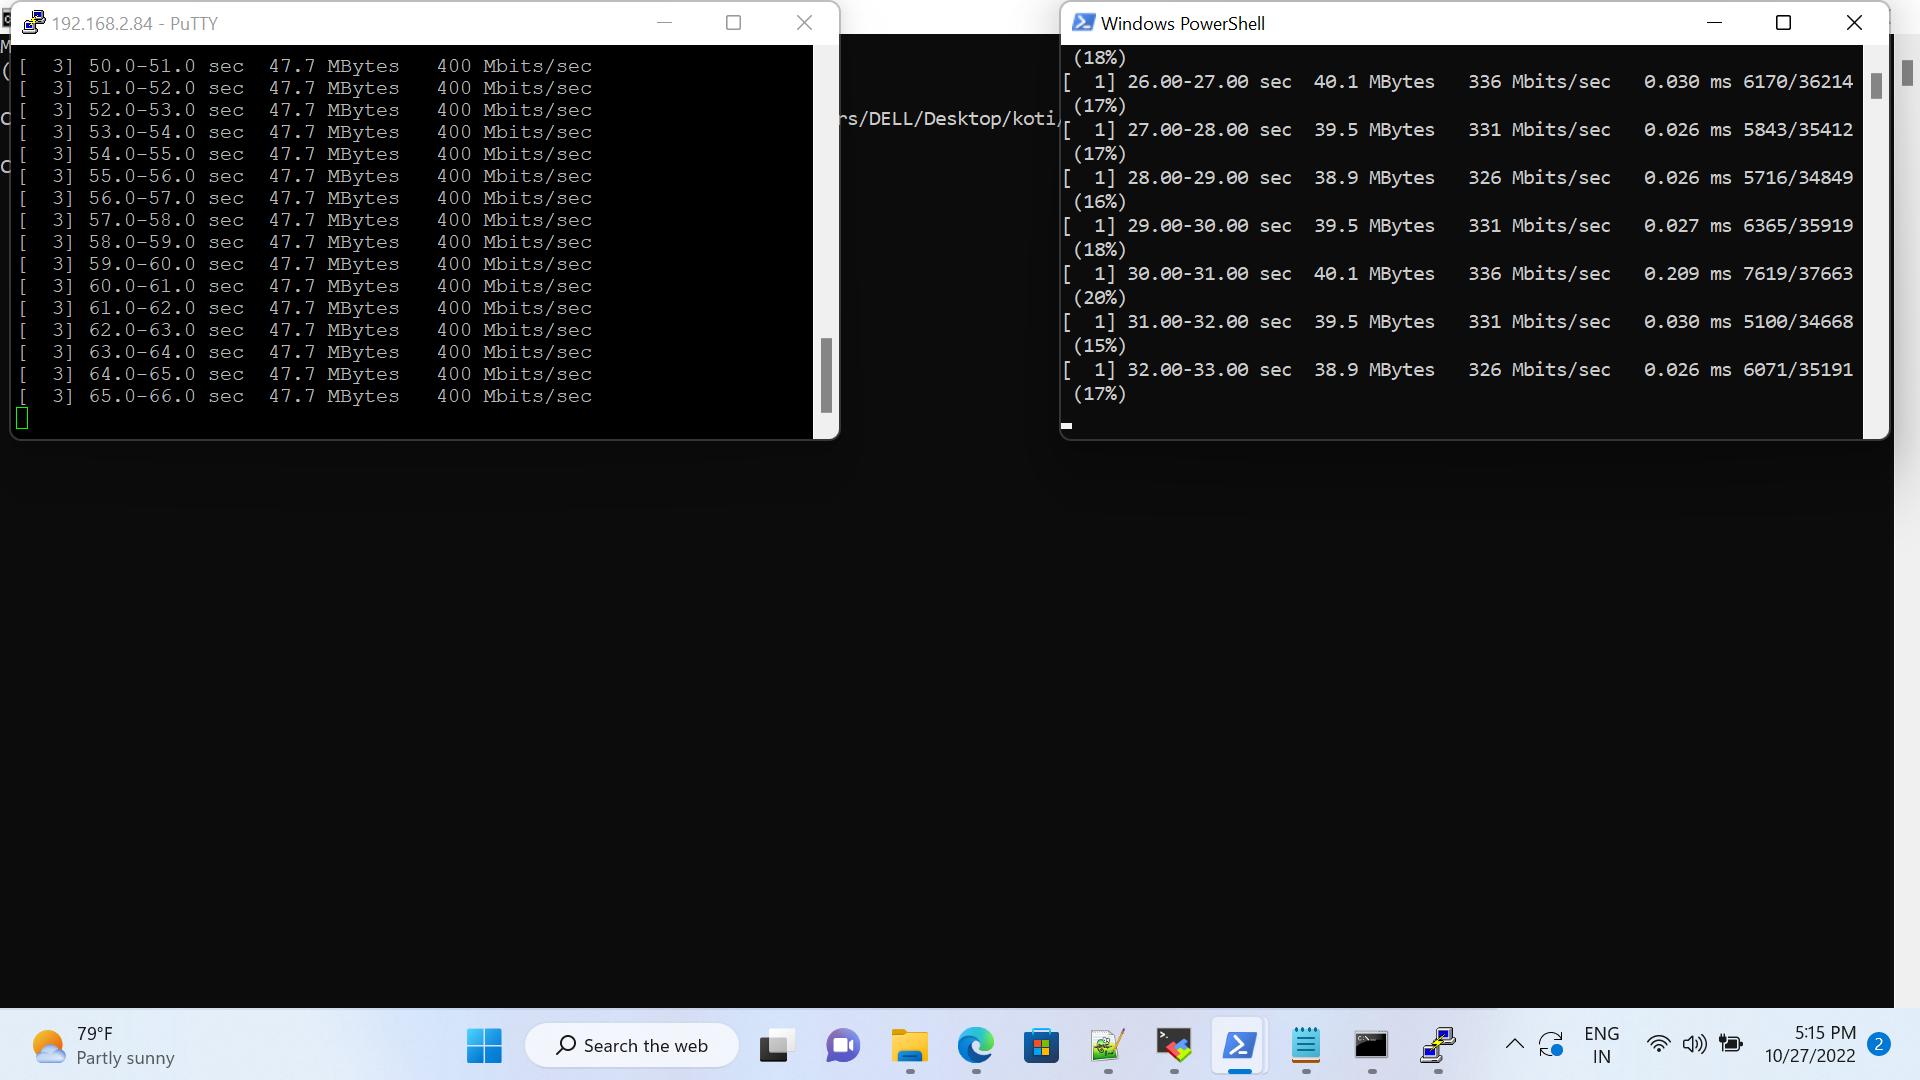 192.168.2.84 - PuTTY
[  3] 50.0-51.0 sec  47.7 MBytes   400 Mbits/sec
[  3] 51.0-52.0 sec  47.7 MBytes   400 Mbits/sec
[  3] 52.0-53.0 sec  47.7 MBytes   400 Mbits/sec
[  3] 53.0-54.0 sec  47.7 MBytes   400 Mbits/sec
[  3] 54.0-55.0 sec  47.7 MBytes   400 Mbits/sec
[  3] 55.0-56.0 sec  47.7 MBytes   400 Mbits/sec
[  3] 56.0-57.0 sec  47.7 MBytes   400 Mbits/sec
[  3] 57.0-58.0 sec  47.7 MBytes   400 Mbits/sec
[  3] 58.0-59.0 sec  47.7 MBytes   400 Mbits/sec
[  3] 59.0-60.0 sec  47.7 MBytes   400 Mbits/sec
[  3] 60.0-61.0 sec  47.7 MBytes   400 Mbits/sec
[  3] 61.0-62.0 sec  47.7 MBytes   400 Mbits/sec
[  3] 62.0-63.0 sec  47.7 MBytes   400 Mbits/sec
[  3] 63.0-64.0 sec  47.7 MBytes   400 Mbits/sec
[  3] 64.0-65.0 sec  47.7 MBytes   400 Mbits/sec
[  3] 65.0-66.0 sec  47.7 MBytes   400 Mbits/sec
M
(
C
C
rs/DELL/Desktop/koti/
Windows PowerShell
(18%)
[  1] 26.00-27.00 sec  40.1 MBytes   336 Mbits/sec   0.030 ms 6170/36214
(17%)
[  1] 27.00-28.00 sec  39.5 MBytes   331 Mbits/sec   0.026 ms 5843/35412
(17%)
[  1] 28.00-29.00 sec  38.9 MBytes   326 Mbits/sec   0.026 ms 5716/34849
(16%)
[  1] 29.00-30.00 sec  39.5 MBytes   331 Mbits/sec   0.027 ms 6365/35919
(18%)
[  1] 30.00-31.00 sec  40.1 MBytes   336 Mbits/sec   0.209 ms 7619/37663
(20%)
[  1] 31.00-32.00 sec  39.5 MBytes   331 Mbits/sec   0.030 ms 5100/34668
(15%)
[  1] 32.00-33.00 sec  38.9 MBytes   326 Mbits/sec   0.026 ms 6071/35191
(17%)
79°F
Partly sunny
Search the web
ENG
IN
5:15 PM
10/27/2022
2